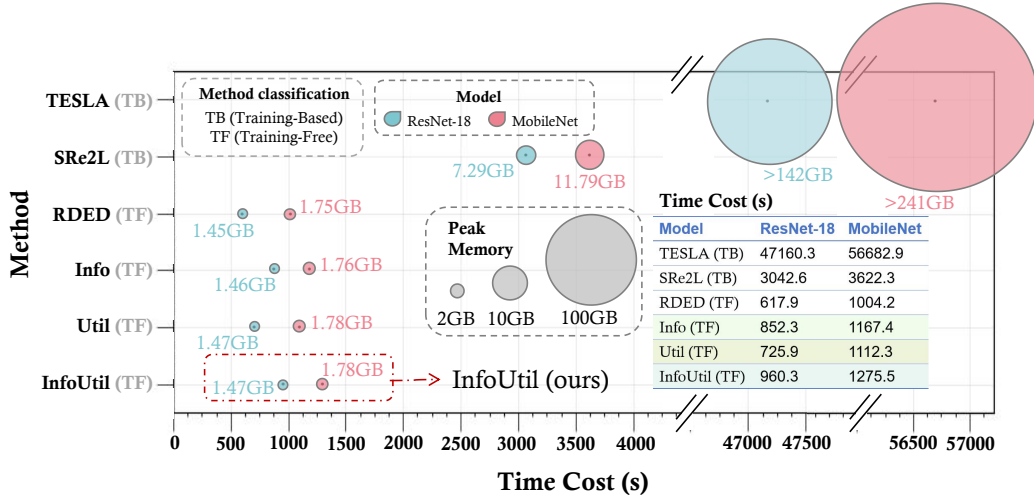 Method
TESLA (TB)
SRe2L (TB)
RDED (TF)
Info (TF)
Util (TF)
InfoUtil (TF)
Method classification
TB (Training-Based)
TF (Training-Free)
Model
ResNet-18 MobileNet
>142GB
>241GB
7.29GB
11.79GB
1.45GB
1.75GB
1.46GB
1.76GB
1.47GB
1.78GB
1.47GB
1.78GB
InfoUtil (ours)
Peak
Memory
2GB 10GB 100GB
Time Cost (s)
Model ResNet-18 MobileNet
TESLA (TB) 47160.3 56682.9
SRe2L (TB) 3042.6 3622.3
RDED (TF) 617.9 1004.2
Info (TF) 852.3 1167.4
Util (TF) 725.9 1112.3
InfoUtil (TF) 960.3 1275.5
0 500 1000 1500 2000 2500 3000 3500 4000 47000 47500 56500 57000
Time Cost (s)